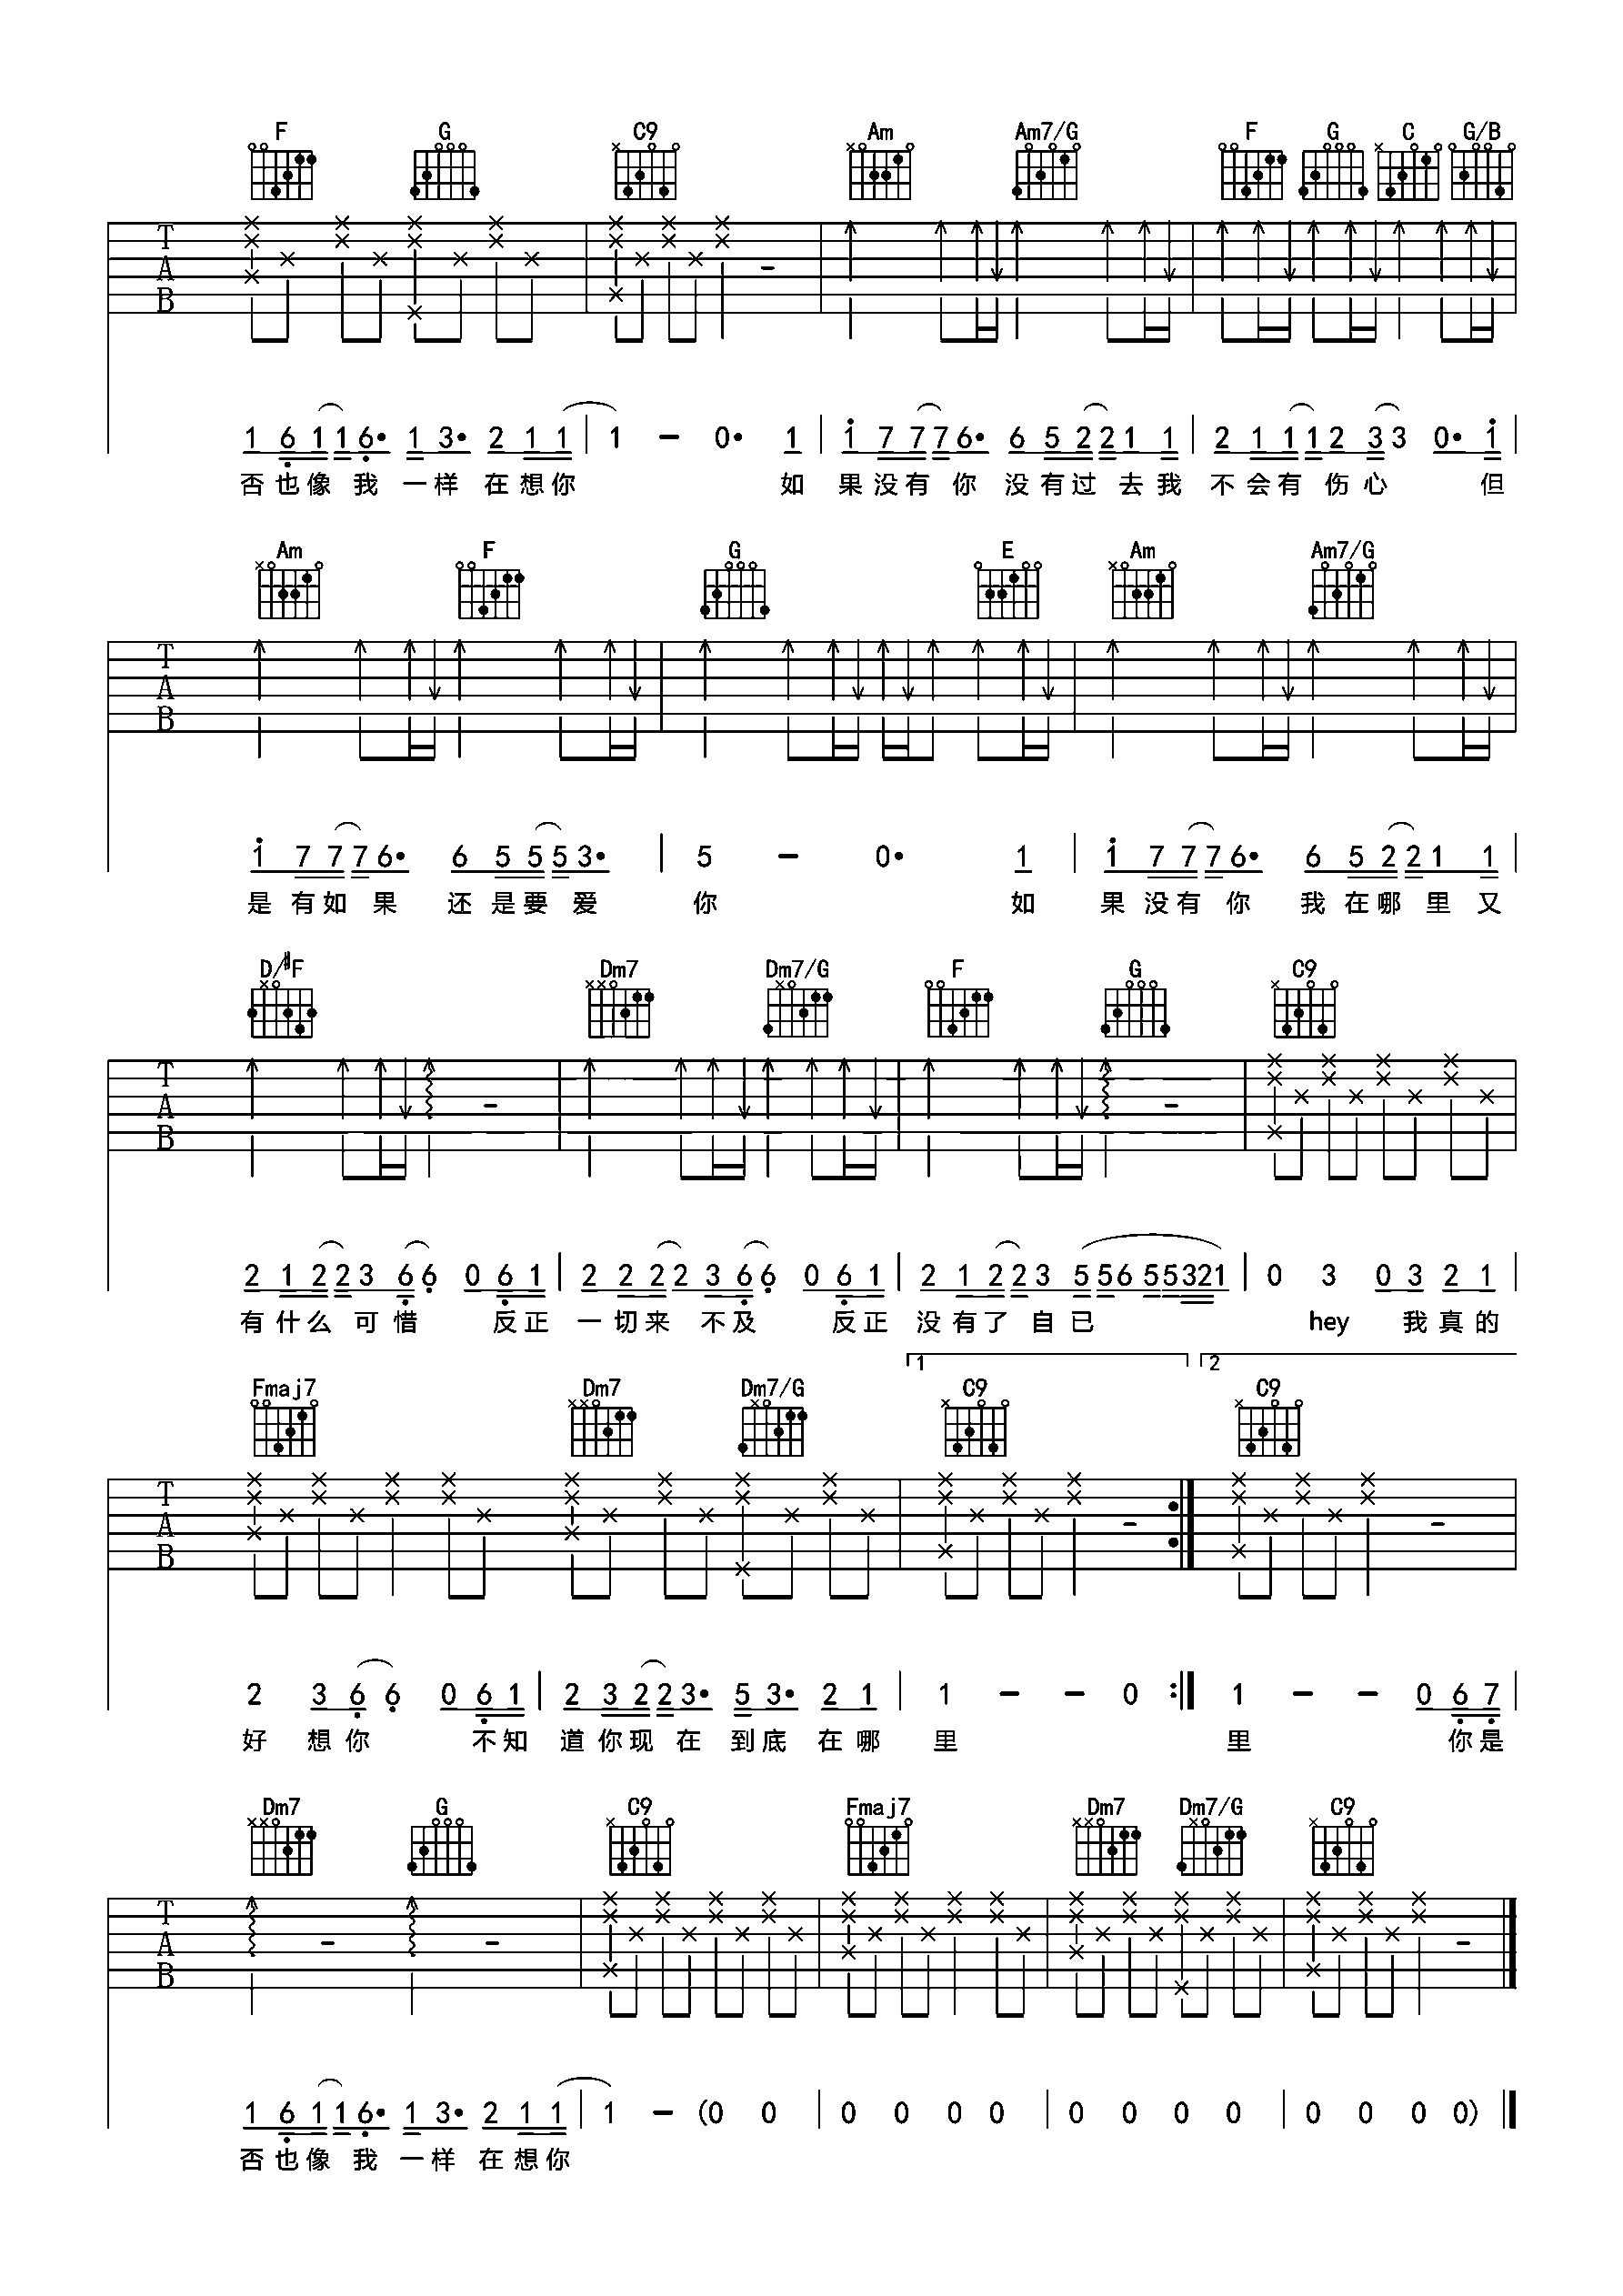 F G C9 Am Am7/G F G C G/B
T
A
B
1 6 1 1 6• 1 3• 2 1 1 | 1 – 0• 1 | 1 7 7 7 6• 6 5 2 2 1 1 | 2 1 1 1 2 3 3 0• 1 |
否也像我一样在想你 如果没有你没有过去我不会有伤心 但
Am F G E Am Am7/G
T
A
B
1 7 7 7 6• 6 5 5 5 3• | 5 – 0• 1 | 1 7 7 7 6• 6 5 2 2 1 1 |
是有如果还是要爱你 如果没有你我在哪里又
D/#F Dm7 Dm7/G F G C9
T
A
B
2 1 2 2 3 6 6 0 6 1 | 2 2 2 2 3 6 6 0 6 1 | 2 1 2 2 3 5 5 6 5 5 3 2 1 | 0 3 0 3 2 1 |
有什么可惜 反正一切来不及 反正没有了自已 hey 我真的
1 2
Fmaj7 Dm7 Dm7/G C9 C9
T
A
B
2 3 6 6 0 6 1 | 2 3 2 2 3• 5 3• 2 1 | 1 – – 0 :| 1 – – 0 6 7 |
好想你 不知道你现在到底在哪里 里 你是
Dm7 G C9 Fmaj7 Dm7 Dm7/G C9
T
A
B
1 6 1 1 6• 1 3• 2 1 1 | 1 – (0 0 | 0 0 0 0 | 0 0 0 0 | 0 0 0 0) |
否也像我一样在想你